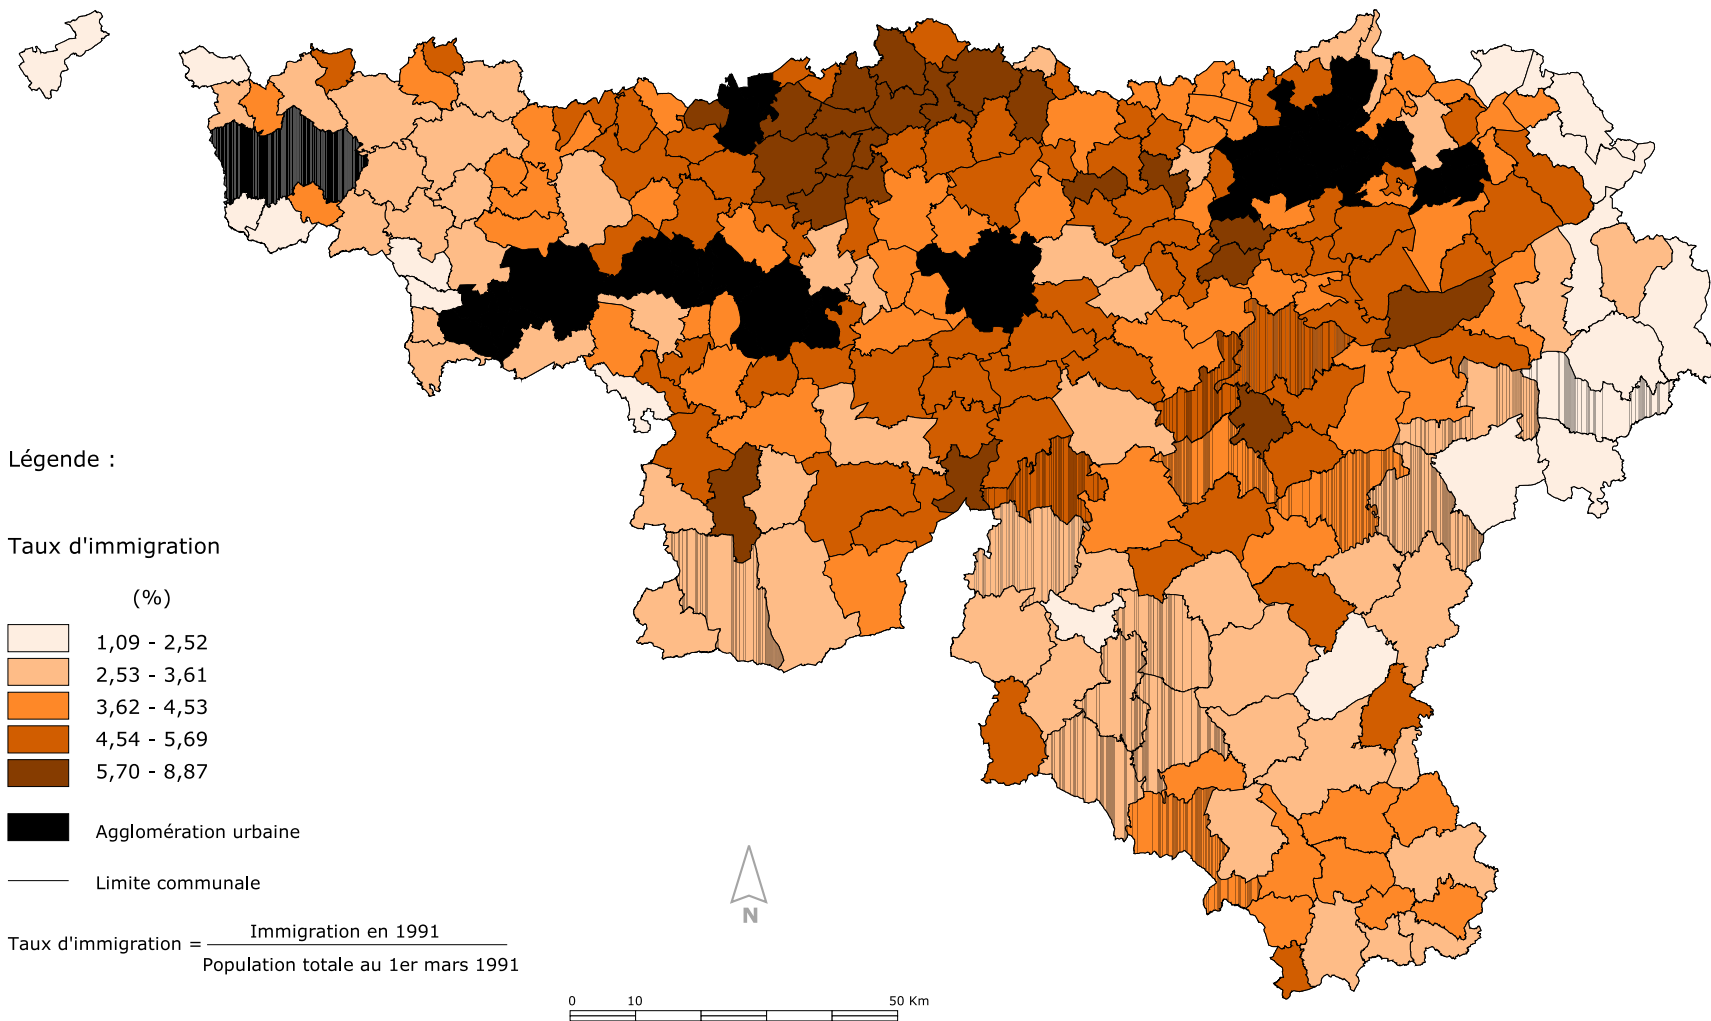 Légende :
Taux d'immigration
(%)
1,09 - 2,52
2,53 - 3,61
3,62 - 4,53
4,54 - 5,69
5,70 - 8,87
Agglomération urbaine
Limite communale
Taux d'immigration = Immigration en 1991
Population totale au 1er mars 1991
N
0 10 50 Km